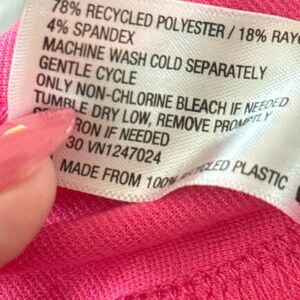 78% RECYCLED POLYESTER / 18% RAY
4% SPANDEX
MACHINE WASH COLD SEPARATELY
GENTLE CYCLE
ONLY NON-CHLORINE BLEACH IF NEEDED
TUMBLE DRY LOW, REMOVE PROMPTLY
IRON IF NEEDED
30 VN1247024
MADE FROM 100% RECYCLED PLASTIC